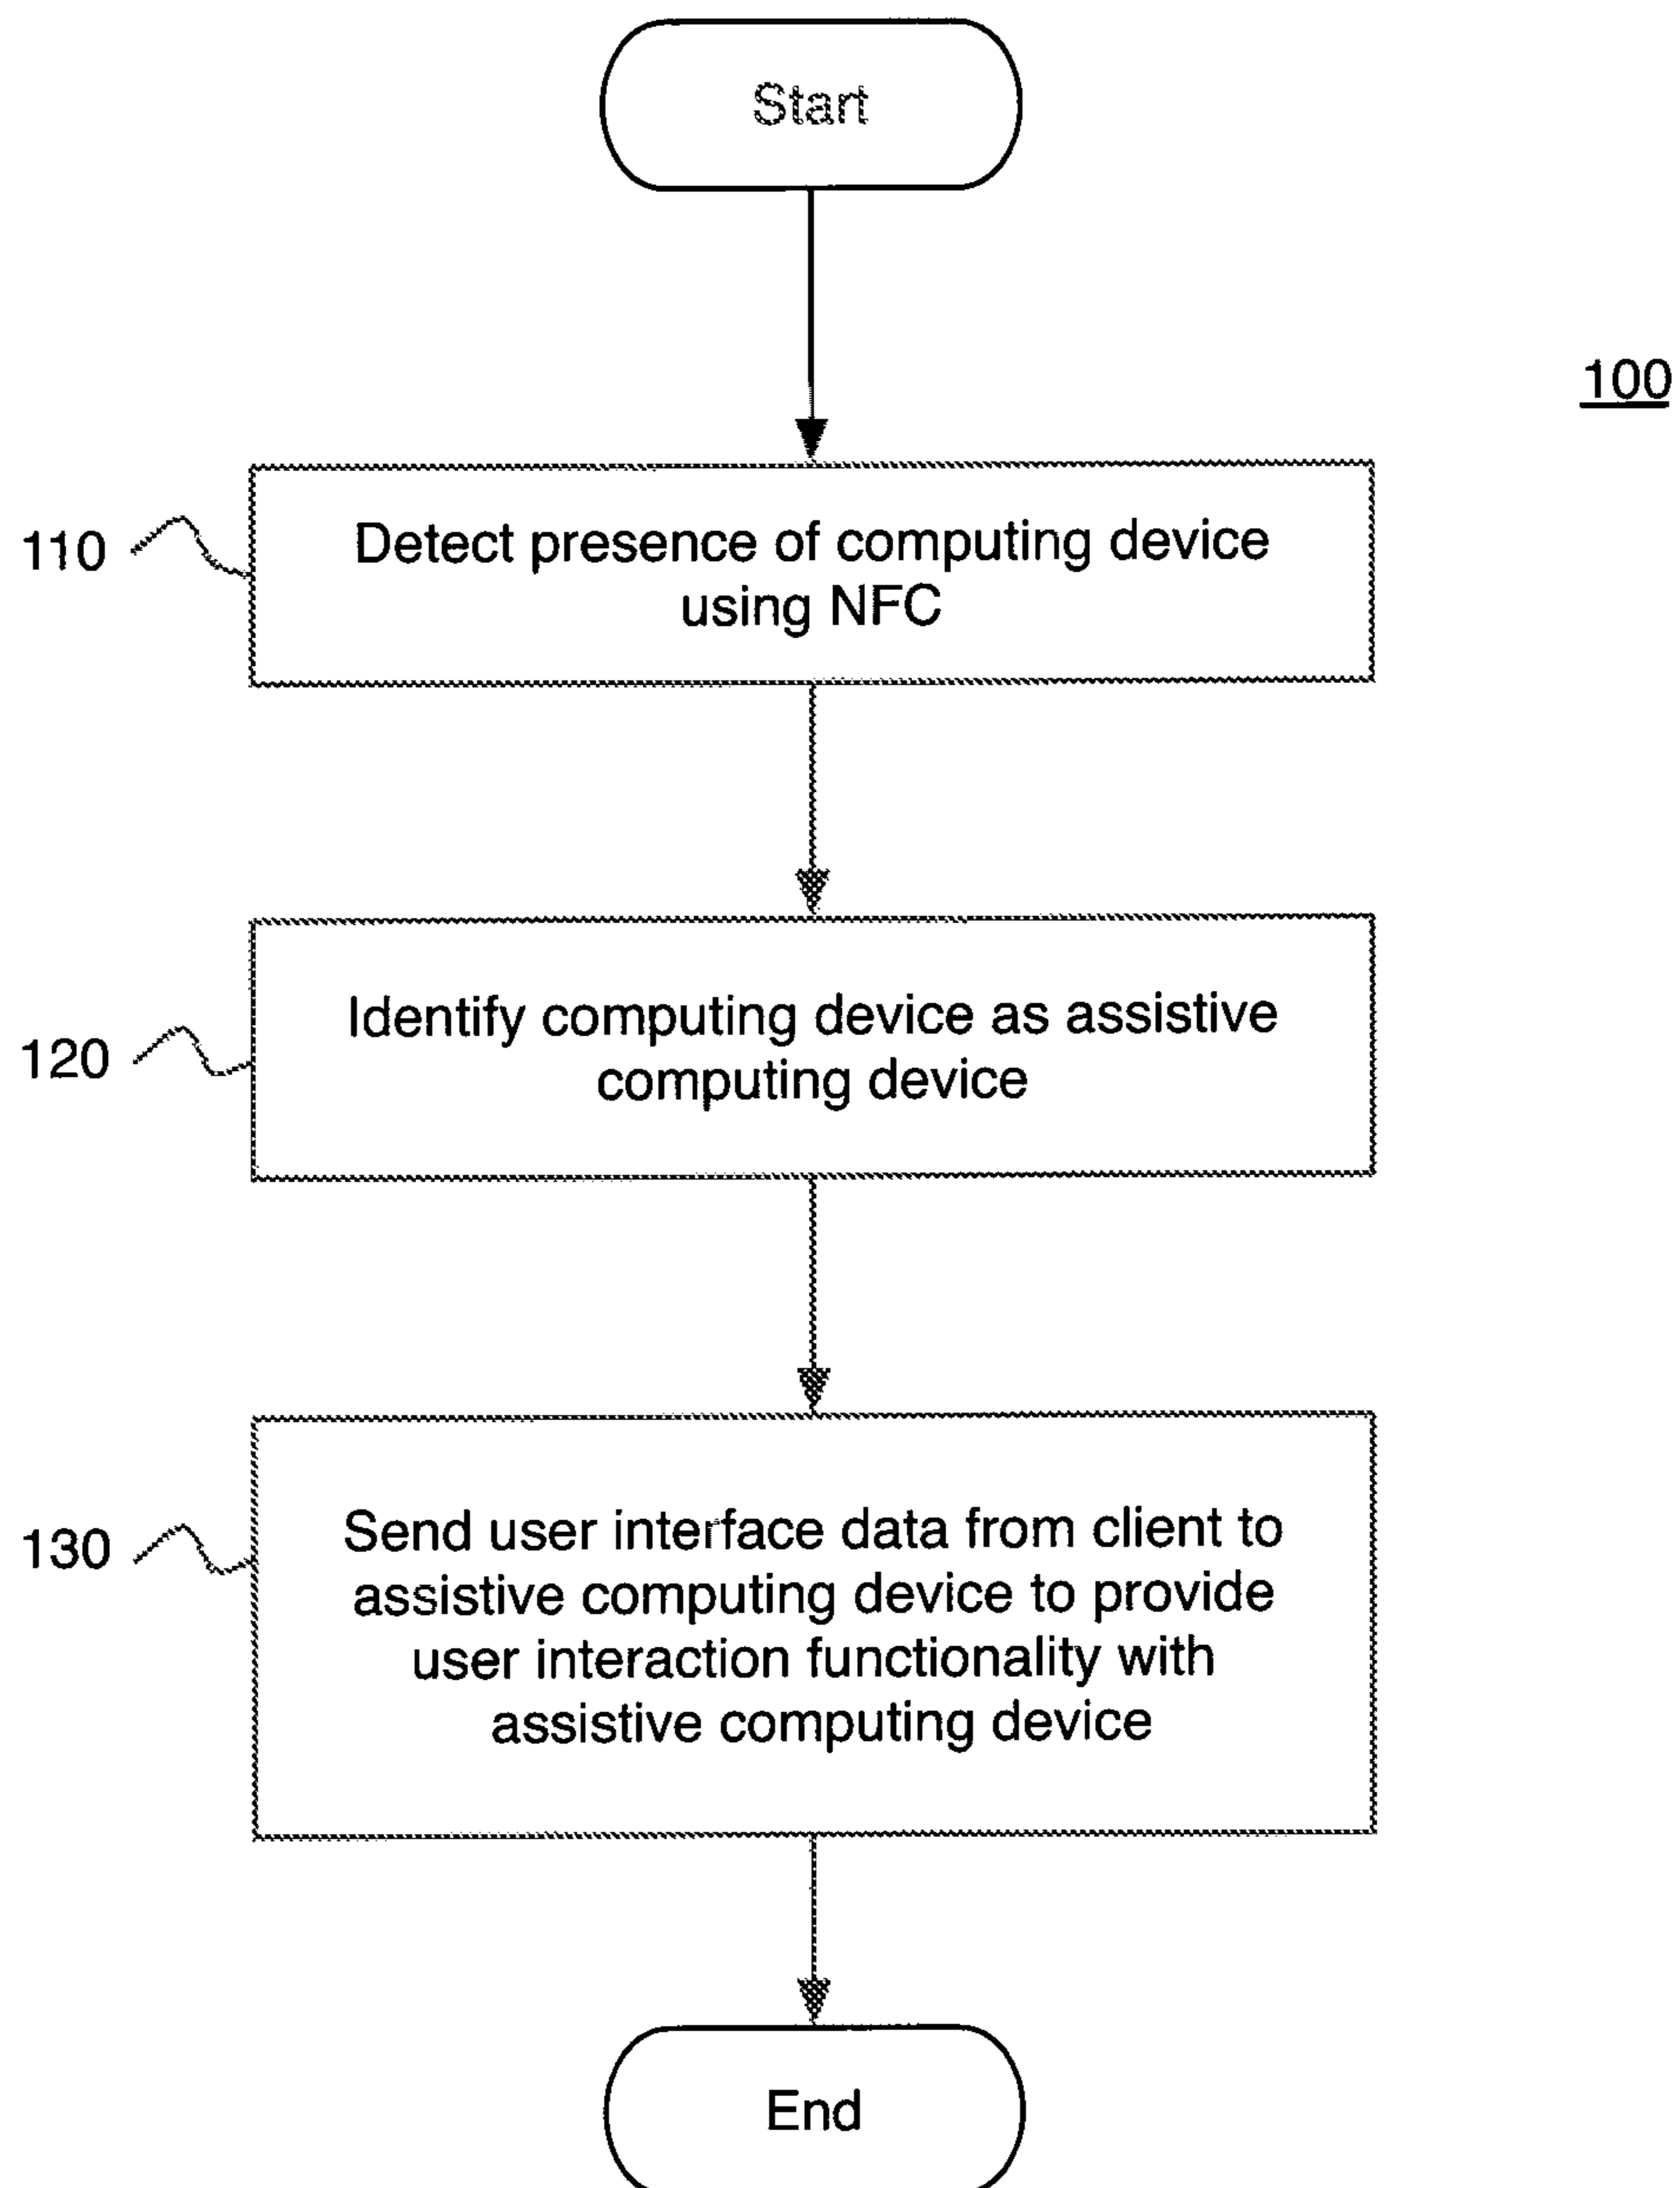 Start
100
110
Detect presence of computing device
using NFC
120
Identify computing device as assistive
computing device
130
Send user interface data from client to
assistive computing device to provide
user interaction functionality with
assistive computing device
End